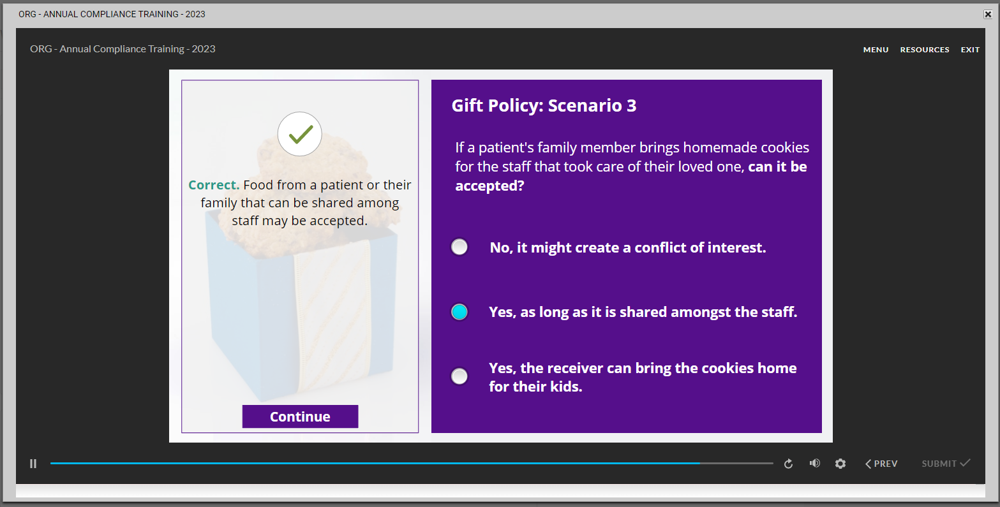 ORG - ANNUAL COMPLIANCE TRAINING - 2023
ORG - Annual Compliance Training - 2023
MENU RESOURCES EXIT
Correct. Food from a patient or their
family that can be shared among
staff may be accepted.
Continue
Gift Policy: Scenario 3
If a patient's family member brings homemade cookies
for the staff that took care of their loved one, can it be
accepted?
No, it might create a conflict of interest.
Yes, as long as it is shared amongst the staff.
Yes, the receiver can bring the cookies home
for their kids.
PREV SUBMIT